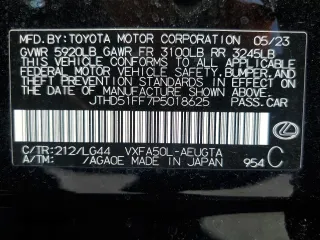 MFD.BY:TOYOTA MOTOR CORPORATION 05/23
GVWR 5920LB GAWR FR 3100LB RR 3245LB
THIS VEHICLE CONFORMS TO ALL APPLICABLE
FEDERAL MOTOR VEHICLE SAFETY, BUMPER, AND
THEFT PREVENTION STANDARDS IN EFFECT ON THE
DATE OF MANUFACTURE SHOWN ABOVE.
JTHD51FF7P5018625 PASS.CAR
C/TR:212/LG44 VXFA50L-AEUGTA
A/TM: /AGA0E MADE IN JAPAN 954 C